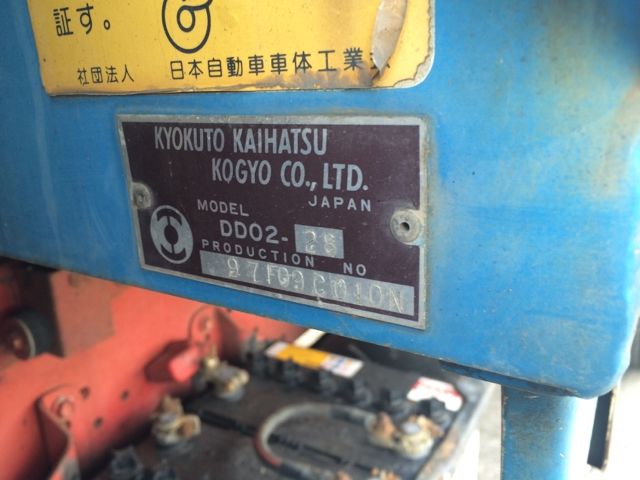 証す。
社団法人 日本自動車車体工業
KYOKUTO KAIHATSU
KOGYO CO., LTD.
JAPAN
MODEL
DD02-2S
PRODUCTION NO